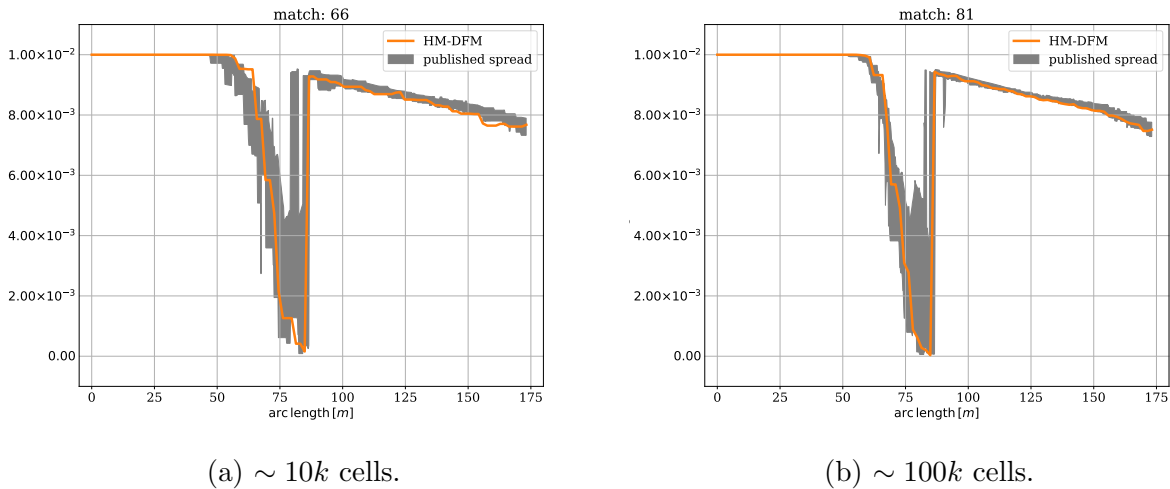 match: 66
HM-DFM
published spread
1.00×10⁻²
8.00×10⁻³
6.00×10⁻³
4.00×10⁻³
2.00×10⁻³
0.00
0 25 50 75 100 125 150 175
arc length [m]
(a) ∼ 10k cells.
match: 81
HM-DFM
published spread
1.00×10⁻²
8.00×10⁻³
6.00×10⁻³
4.00×10⁻³
2.00×10⁻³
0.00
0 25 50 75 100 125 150 175
arc length [m]
(b) ∼ 100k cells.